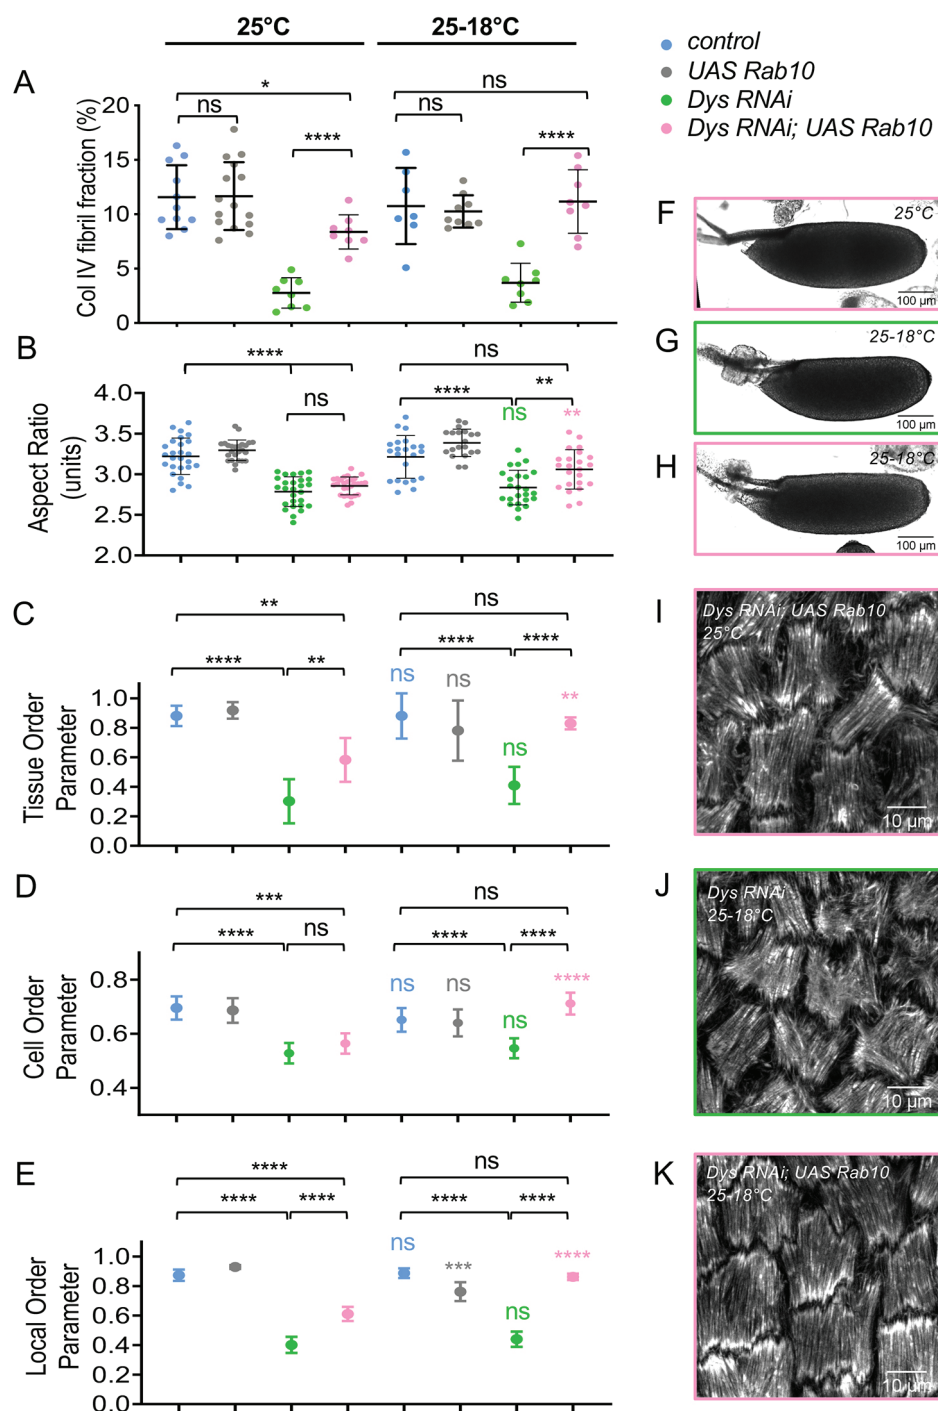 25°C
25-18°C
control
UAS Rab10
Dys RNAi
Dys RNAi; UAS Rab10
A
Col IV fibril fraction (%)
20
15
10
5
0
*
ns
****
ns
ns
****
B
Aspect Ratio
(units)
4.0
3.5
3.0
2.5
2.0
****
ns
ns
****
**
ns
**
C
Tissue Order
Parameter
1.0
0.8
0.6
0.4
0.2
0.0
**
****
**
ns
****
****
ns
ns
ns
**
D
Cell Order
Parameter
0.8
0.6
0.4
***
****
ns
ns
****
****
ns
ns
ns
****
E
Local Order
Parameter
1.0
0.8
0.6
0.4
0.2
0.0
****
****
****
ns
****
****
ns
***
ns
****
F
25°C
100 µm
G
25-18°C
100 µm
H
25-18°C
100 µm
I
Dys RNAi; UAS Rab10
25°C
10 µm
J
Dys RNAi
25-18°C
10 µm
K
Dys RNAi; UAS Rab10
25-18°C
10 µm